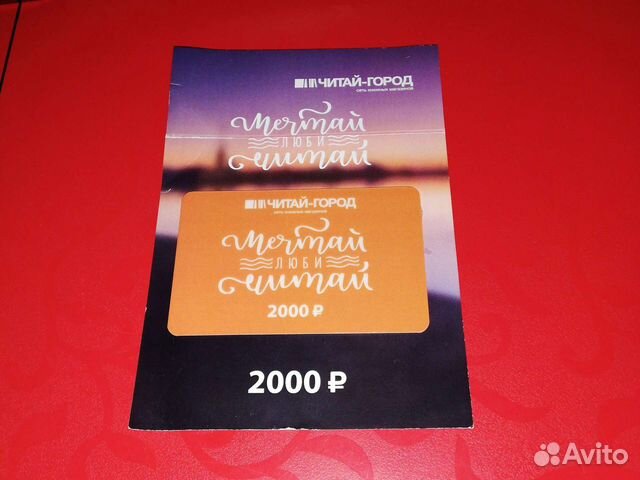 ЧИТАЙ-ГОРОД
сеть книжных магазинов
Мечтай
ЛЮБИ
читай
ЧИТАЙ-ГОРОД
сеть книжных магазинов
Мечтай
ЛЮБИ
читай
2000 ₽
2000 ₽
Avito